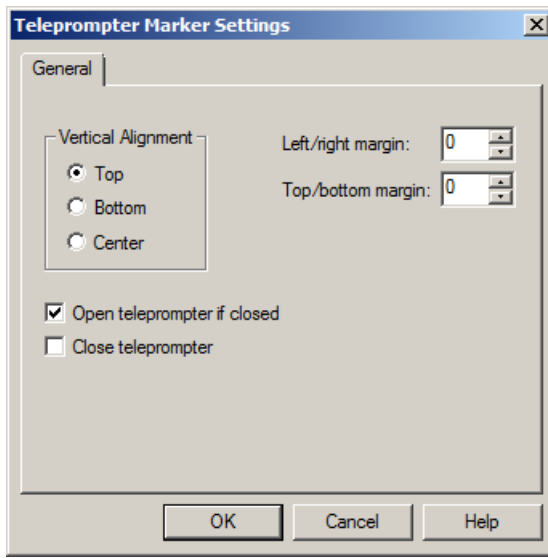 Teleprompter Marker Settings
General
Vertical Alignment
Top
Bottom
Center
Left/right margin: 0
Top/bottom margin: 0
Open teleprompter if closed
Close teleprompter
OK Cancel Help